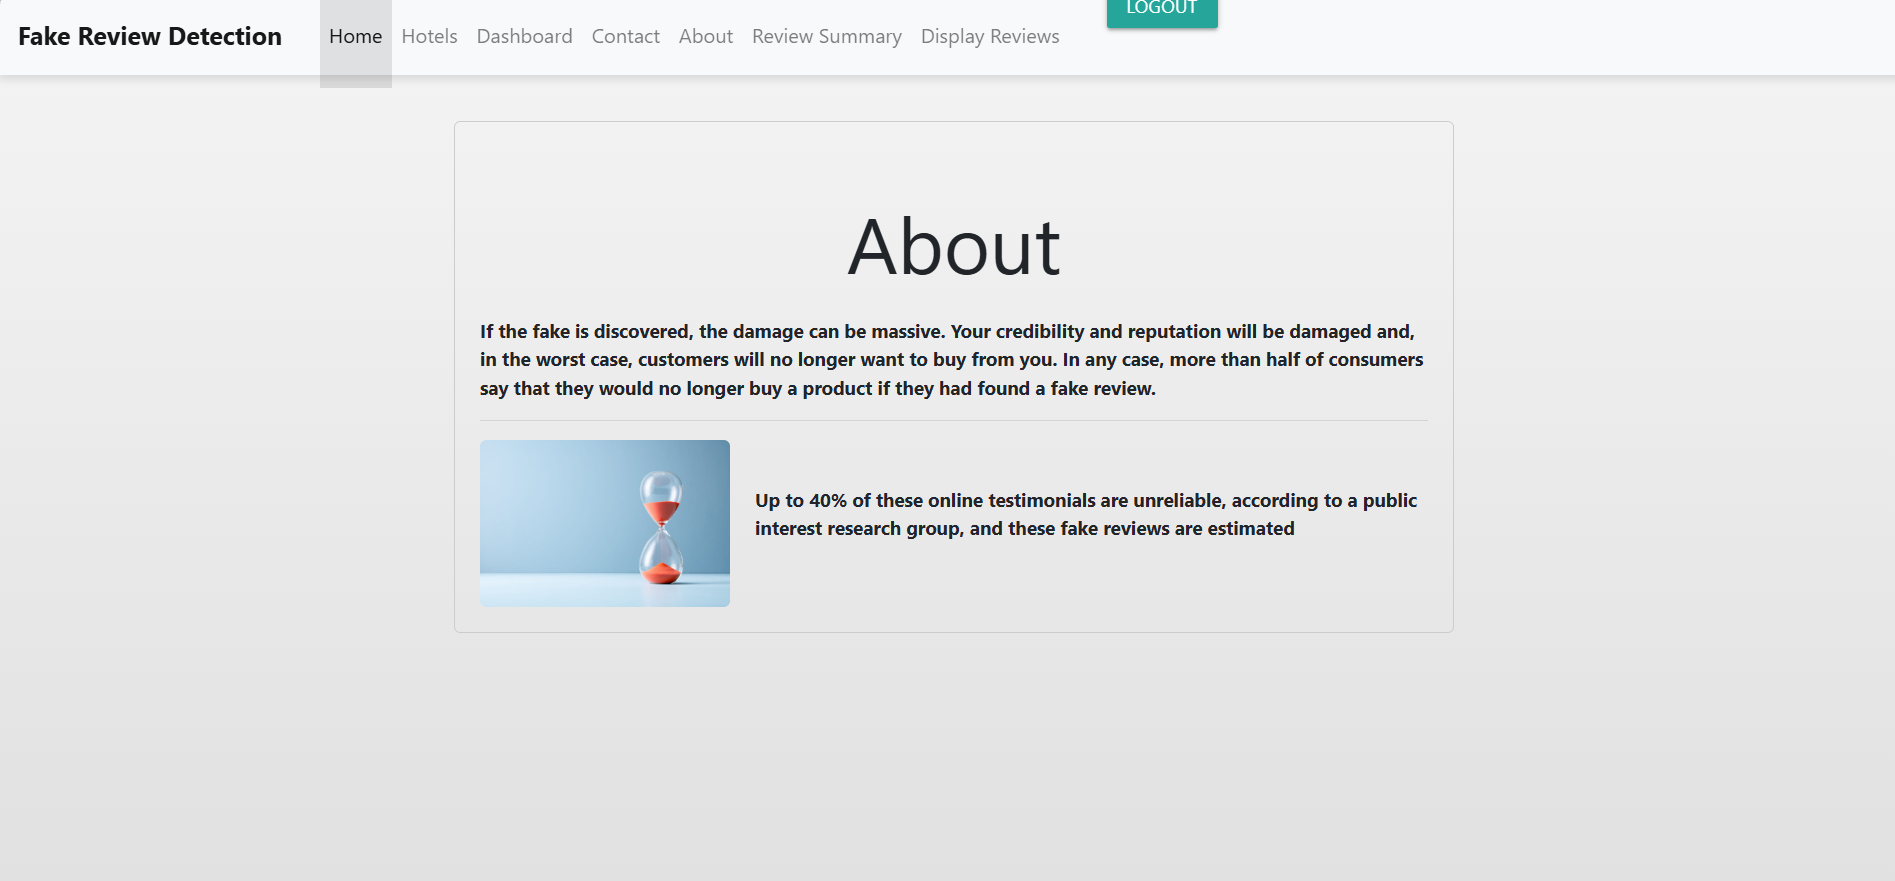 Fake Review Detection
Home Hotels Dashboard Contact About Review Summary Display Reviews
LOGOUT
About
If the fake is discovered, the damage can be massive. Your credibility and reputation will be damaged and,
in the worst case, customers will no longer want to buy from you. In any case, more than half of consumers
say that they would no longer buy a product if they had found a fake review.
Up to 40% of these online testimonials are unreliable, according to a public
interest research group, and these fake reviews are estimated